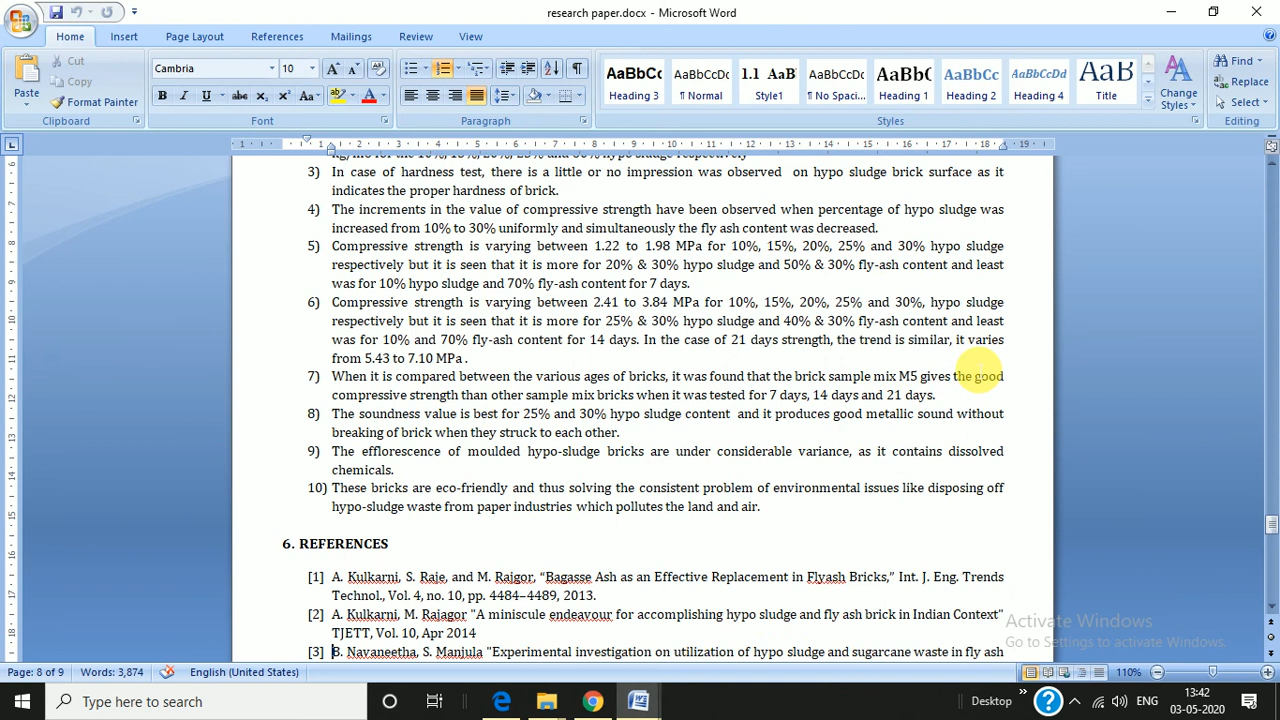 research paper.docx - Microsoft Word
Home Insert Page Layout References Mailings Review View
Paste
Cut
Copy
Format Painter
Clipboard
Cambria 10
Font
Paragraph
AaBbCc AaBbCcDc 1.1 AaB AaBbCcDc AaBbCc AaBbCc AaBbCcDd AaB
Heading 3 ¶ Normal Style1 ¶ No Spaci... Heading 1 Heading 2 Heading 4 Title
Change Styles
Styles
Find
Replace
Select
Editing
3) In case of hardness test, there is a little or no impression was observed on hypo sludge brick surface as it
indicates the proper hardness of brick.
4) The increments in the value of compressive strength have been observed when percentage of hypo sludge was
increased from 10% to 30% uniformly and simultaneously the fly ash content was decreased.
5) Compressive strength is varying between 1.22 to 1.98 MPa for 10%, 15%, 20%, 25% and 30% hypo sludge
respectively but it is seen that it is more for 20% & 30% hypo sludge and 50% & 30% fly-ash content and least
was for 10% hypo sludge and 70% fly-ash content for 7 days.
6) Compressive strength is varying between 2.41 to 3.84 MPa for 10%, 15%, 20%, 25% and 30%, hypo sludge
respectively but it is seen that it is more for 25% & 30% hypo sludge and 40% & 30% fly-ash content and least
was for 10% and 70% fly-ash content for 14 days. In the case of 21 days strength, the trend is similar, it varies
from 5.43 to 7.10 MPa .
7) When it is compared between the various ages of bricks, it was found that the brick sample mix M5 gives the good
compressive strength than other sample mix bricks when it was tested for 7 days, 14 days and 21 days.
8) The soundness value is best for 25% and 30% hypo sludge content and it produces good metallic sound without
breaking of brick when they struck to each other.
9) The efflorescence of moulded hypo-sludge bricks are under considerable variance, as it contains dissolved
chemicals.
10) These bricks are eco-friendly and thus solving the consistent problem of environmental issues like disposing off
hypo-sludge waste from paper industries which pollutes the land and air.
6. REFERENCES
[1] A. Kulkarni, S. Raje, and M. Rajgor, “Bagasse Ash as an Effective Replacement in Flyash Bricks,” Int. J. Eng. Trends
Technol., Vol. 4, no. 10, pp. 4484–4489, 2013.
[2] A. Kulkarni, M. Rajagor "A miniscule endeavour for accomplishing hypo sludge and fly ash brick in Indian Context"
TJETT, Vol. 10, Apr 2014
[3] B. Navaneetha, S. Manjula "Experimental investigation on utilization of hypo sludge and sugarcane waste in fly ash
Activate Windows
Go to Settings to activate Windows.
Page: 8 of 9 Words: 3,874 English (United States) 110%
Type here to search
Desktop
ENG
13:42
03-05-2020